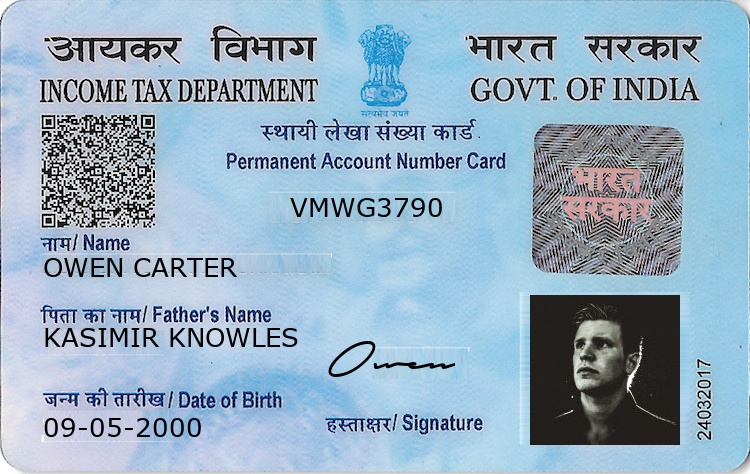 आयकर विभाग भारत सरकार
INCOME TAX DEPARTMENT GOVT. OF INDIA
सत्यमेव जयते
स्थायी लेखा संख्या कार्ड
Permanent Account Number Card
VMWG3790
भारत
सरकार
नाम/ Name
OWEN CARTER
पिता का नाम/ Father's Name
KASIMIR KNOWLES
Owen
जन्म की तारीख/ Date of Birth
09-05-2000
हस्ताक्षर/ Signature
24032017